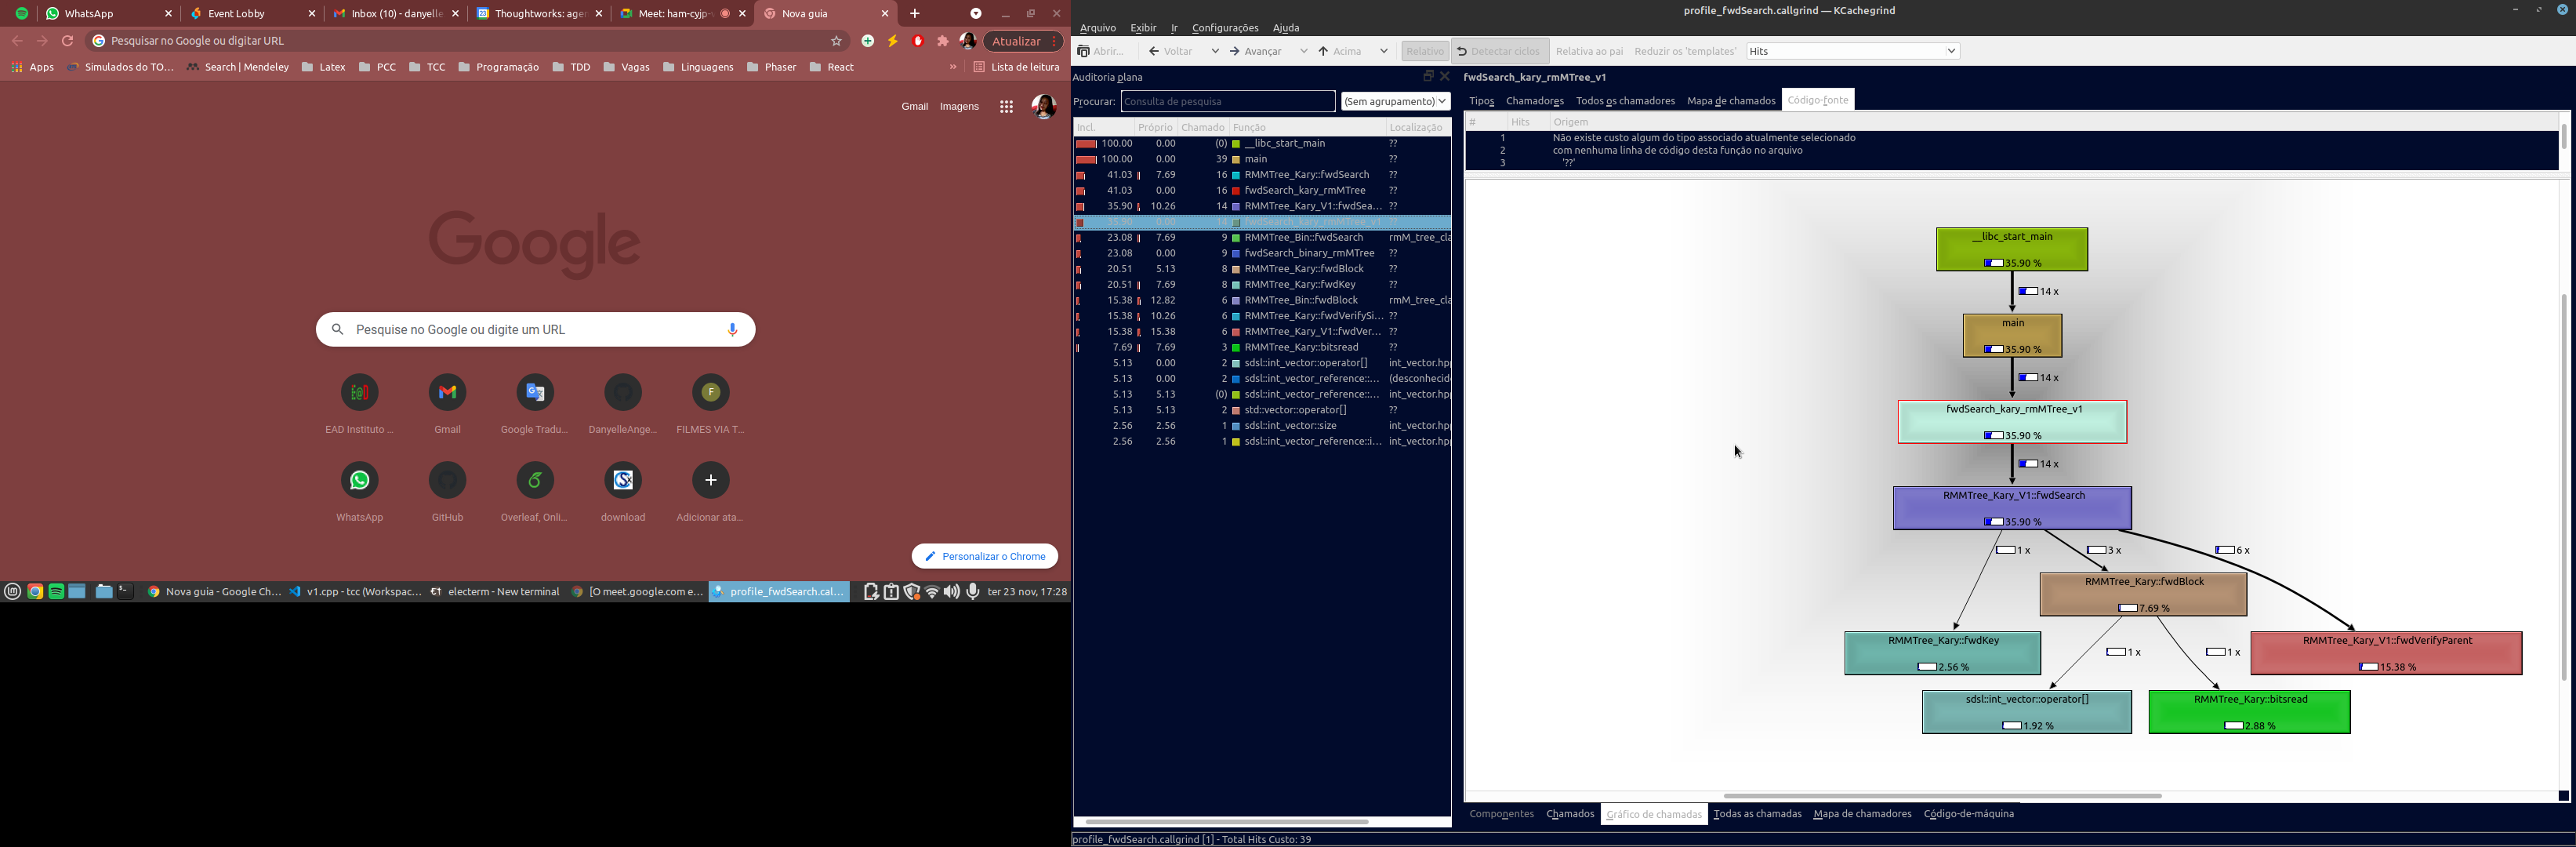 WhatsApp
Event Lobby
Inbox (10) - danyelle
Thoughtworks: age
Meet: ham-cyjp-
Nova guia
Pesquisar no Google ou digitar URL
Atualizar
Apps
Simulados do TO...
Search | Mendeley
Latex
PCC
TCC
Programação
TDD
Vagas
Linguagens
Phaser
React
»
Lista de leitura
Gmail
Imagens
Google
Pesquise no Google ou digite um URL
EAD Instituto ...
Gmail
Google Tradu...
DanyelleAnge...
FILMES VIA T...
WhatsApp
GitHub
Overleaf, Onli...
download
Adicionar ata...
Personalizar o Chrome
Nova guia - Google Ch...
v1.cpp - tcc (Workspac...
electerm - New terminal
[O meet.google.com e...
profile_fwdSearch.cal...
ter 23 nov, 17:28
profile_fwdSearch.callgrind — KCachegrind
Arquivo Exibir Ir Configurações Ajuda
Abrir... Voltar Avançar Acima Relativo Detectar ciclos Relativa ao pai Reduzir os 'templates' Hits
Auditoria plana
Procurar: Consulta de pesquisa (Sem agrupamento)
Incl. Próprio Chamado Função Localização
100.00 0.00 (0) __libc_start_main ??
100.00 0.00 39 main ??
41.03 7.69 16 RMMTree_Kary::fwdSearch ??
41.03 0.00 16 fwdSearch_kary_rmMTree ??
35.90 10.26 14 RMMTree_Kary_V1::fwdSea... ??
35.90 0.00 14 fwdSearch_kary_rmMTree_v1 ??
23.08 7.69 9 RMMTree_Bin::fwdSearch rmM_tree_cla
23.08 0.00 9 fwdSearch_binary_rmMTree ??
20.51 5.13 8 RMMTree_Kary::fwdBlock ??
20.51 7.69 8 RMMTree_Kary::fwdKey ??
15.38 12.82 6 RMMTree_Bin::fwdBlock rmM_tree_cla
15.38 10.26 6 RMMTree_Kary::fwdVerifySi... ??
15.38 15.38 6 RMMTree_Kary_V1::fwdVer... ??
7.69 7.69 3 RMMTree_Kary::bitsread ??
5.13 0.00 2 sdsl::int_vector::operator[] int_vector.hpp
5.13 0.00 2 sdsl::int_vector_reference::... (desconhecid
5.13 5.13 (0) sdsl::int_vector_reference::... int_vector.hpp
5.13 5.13 2 std::vector::operator[] ??
2.56 2.56 1 sdsl::int_vector::size int_vector.hpp
2.56 2.56 1 sdsl::int_vector_reference::i... int_vector.hpp
fwdSearch_kary_rmMTree_v1
Tipos Chamadores Todos os chamadores Mapa de chamados Código-fonte
# Hits Origem
1 Não existe custo algum do tipo associado atualmente selecionado
2 com nenhuma linha de código desta função no arquivo
3 '??'
__libc_start_main
35.90 %
14 x
main
35.90 %
14 x
fwdSearch_kary_rmMTree_v1
35.90 %
14 x
RMMTree_Kary_V1::fwdSearch
35.90 %
1 x
3 x
6 x
RMMTree_Kary::fwdBlock
7.69 %
RMMTree_Kary::fwdKey
2.56 %
1 x
1 x
RMMTree_Kary_V1::fwdVerifyParent
15.38 %
sdsl::int_vector::operator[]
1.92 %
RMMTree_Kary::bitsread
2.88 %
Componentes Chamados Gráfico de chamadas Todas as chamadas Mapa de chamadores Código-de-máquina
profile_fwdSearch.callgrind [1] - Total Hits Custo: 39